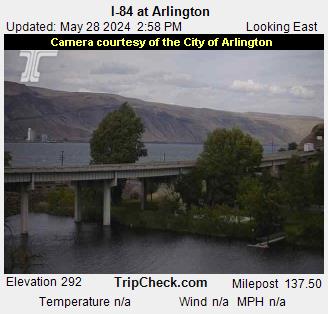 I-84 at Arlington
Updated: May 28 2024 2:58 PM Looking East
Camera courtesy of the City of Arlington
Elevation 292 TripCheck.com Milepost 137.50
Temperature n/a Wind n/a MPH n/a